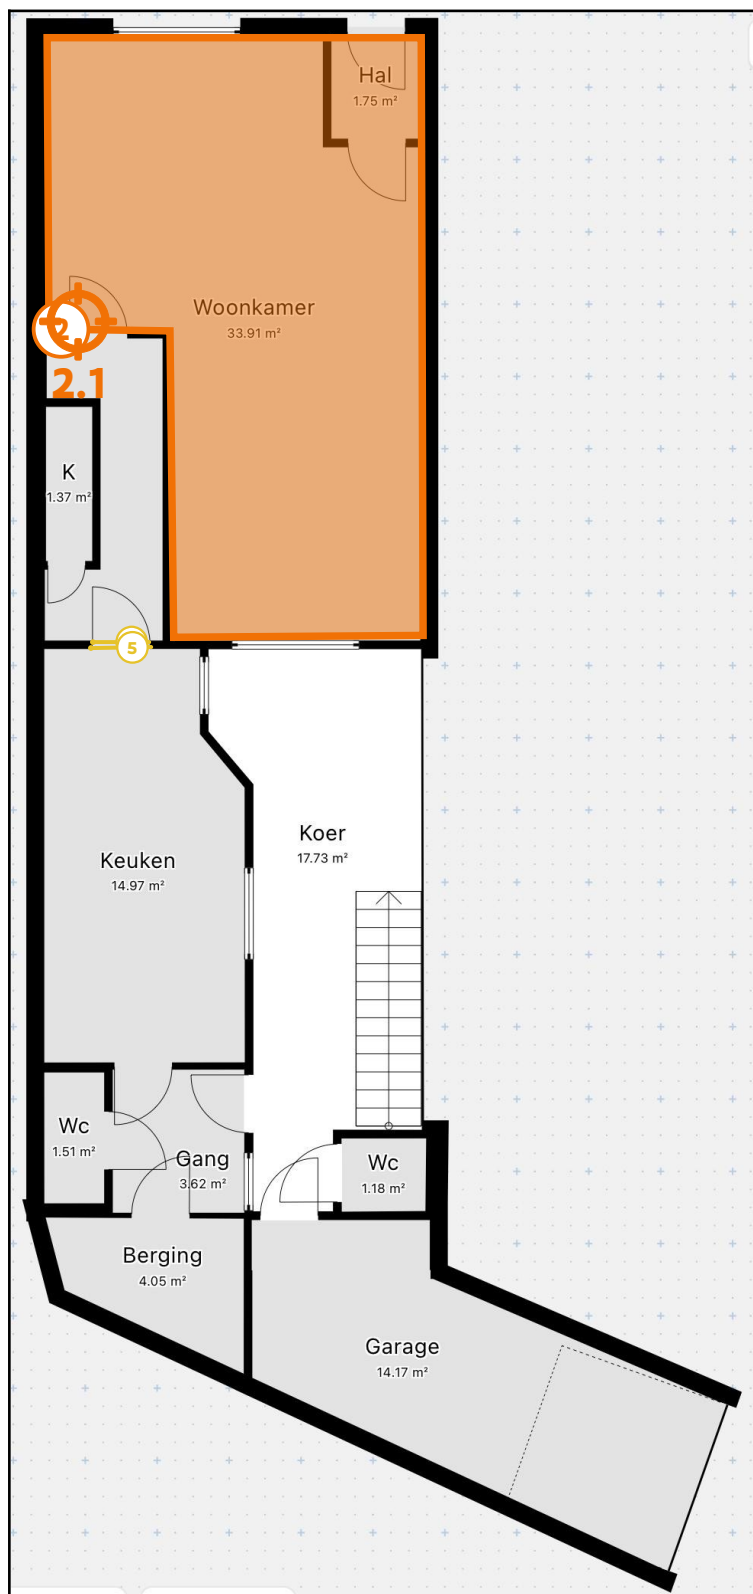 Hal
1.75 m²
Woonkamer
33.91 m²
2
2.1
K
1.37 m²
5
Koer
17.73 m²
Keuken
14.97 m²
Wc
1.51 m²
Gang
3.62 m²
Wc
1.18 m²
Berging
4.05 m²
Garage
14.17 m²